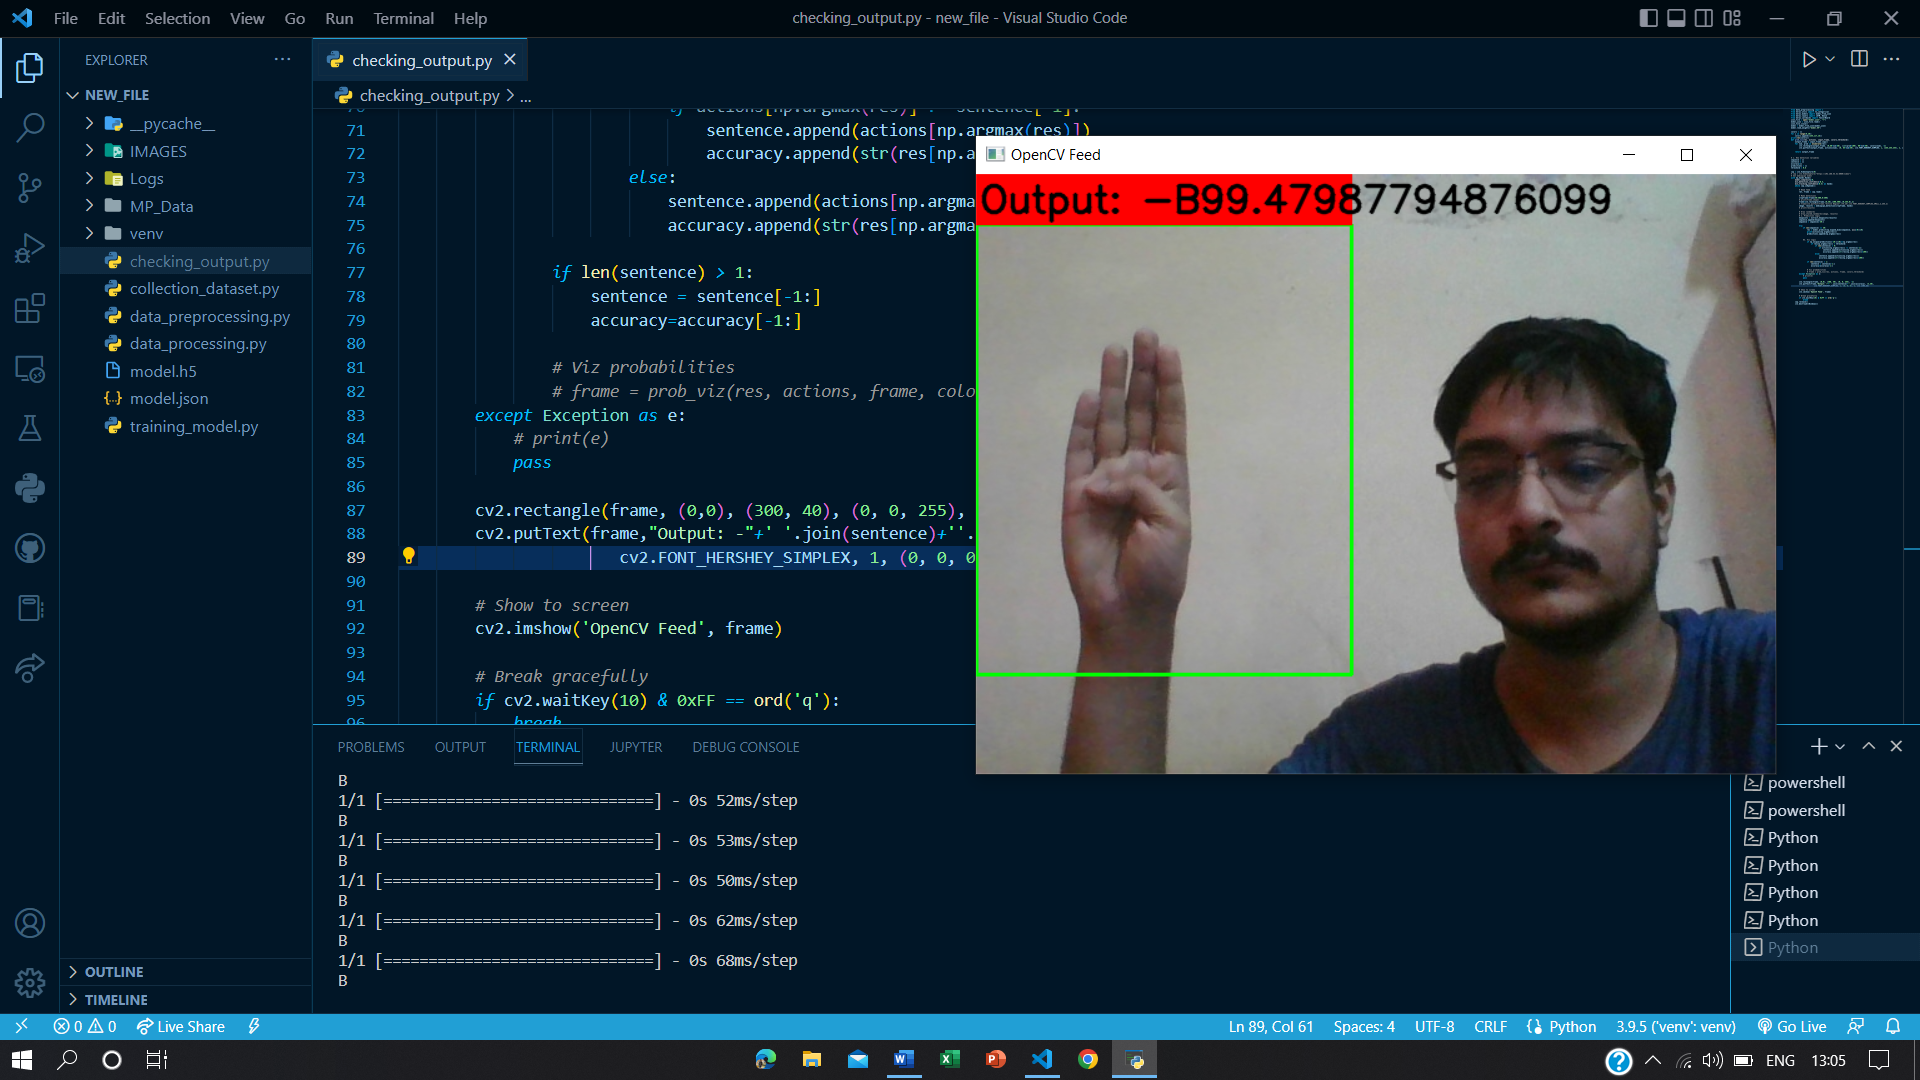 File Edit Selection View Go Run Terminal Help
checking_output.py - new_file - Visual Studio Code
EXPLORER
NEW_FILE
__pycache__
IMAGES
Logs
MP_Data
venv
checking_output.py
collection_dataset.py
data_preprocessing.py
data_processing.py
model.h5
model.json
training_model.py
OUTLINE
TIMELINE
checking_output.py
checking_output.py > ...
71 sentence.append(actions[np.argmax(res)])
72 accuracy.append(str(res[np.a
73 else:
74 sentence.append(actions[np.argma
75 accuracy.append(str(res[np.argma
76
77 if len(sentence) > 1:
78 sentence = sentence[-1:]
79 accuracy=accuracy[-1:]
80
81 # Viz probabilities
82 # frame = prob_viz(res, actions, frame, colo
83 except Exception as e:
84 # print(e)
85 pass
86
87 cv2.rectangle(frame, (0,0), (300, 40), (0, 0, 255),
88 cv2.putText(frame,"Output: -"+' '.join(sentence)+''.
89 cv2.FONT_HERSHEY_SIMPLEX, 1, (0, 0, 0
90
91 # Show to screen
92 cv2.imshow('OpenCV Feed', frame)
93
94 # Break gracefully
95 if cv2.waitKey(10) & 0xFF == ord('q'):
96 break
OpenCV Feed
Output: -B99.47987794876099
PROBLEMS OUTPUT TERMINAL JUPYTER DEBUG CONSOLE
B
1/1 [==============================] - 0s 52ms/step
B
1/1 [==============================] - 0s 53ms/step
B
1/1 [==============================] - 0s 50ms/step
B
1/1 [==============================] - 0s 62ms/step
B
1/1 [==============================] - 0s 68ms/step
B
powershell
powershell
Python
Python
Python
Python
Python
0 0 Live Share
Ln 89, Col 61 Spaces: 4 UTF-8 CRLF Python 3.9.5 ('venv': venv) Go Live
ENG 13:05